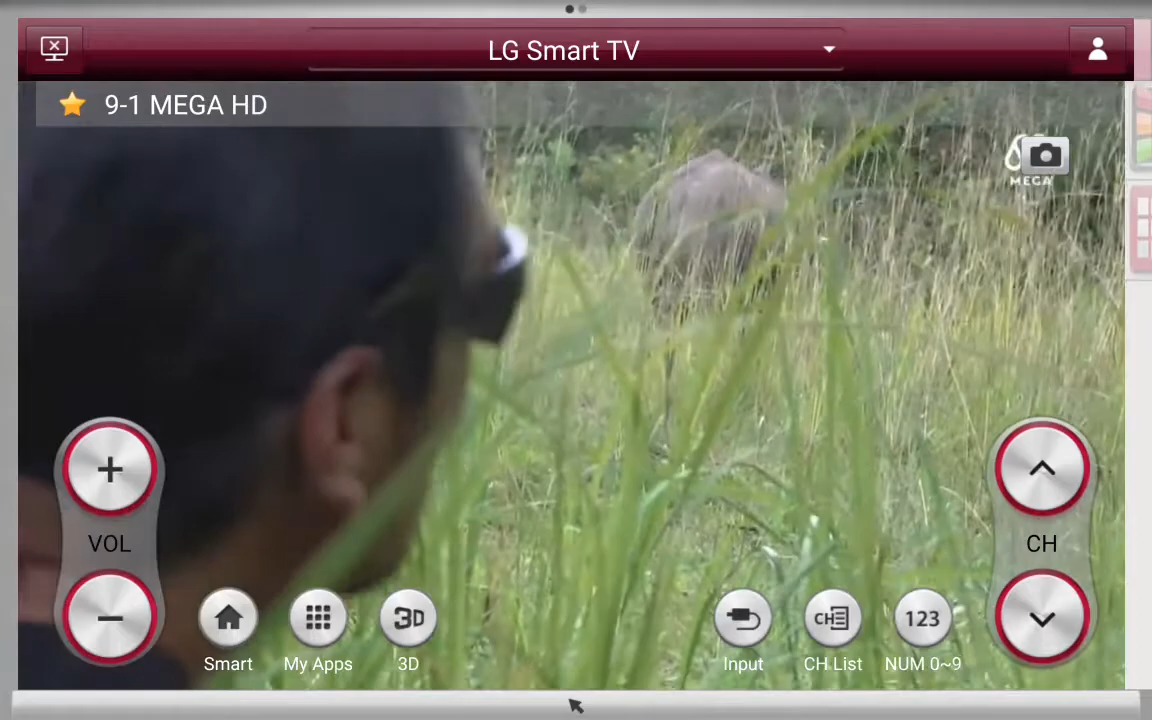 LG Smart TV
9-1 MEGA HD
MEGA
+
VOL
−
CH
3D
CH
123
Smart
My Apps
3D
Input
CH List
NUM 0~9